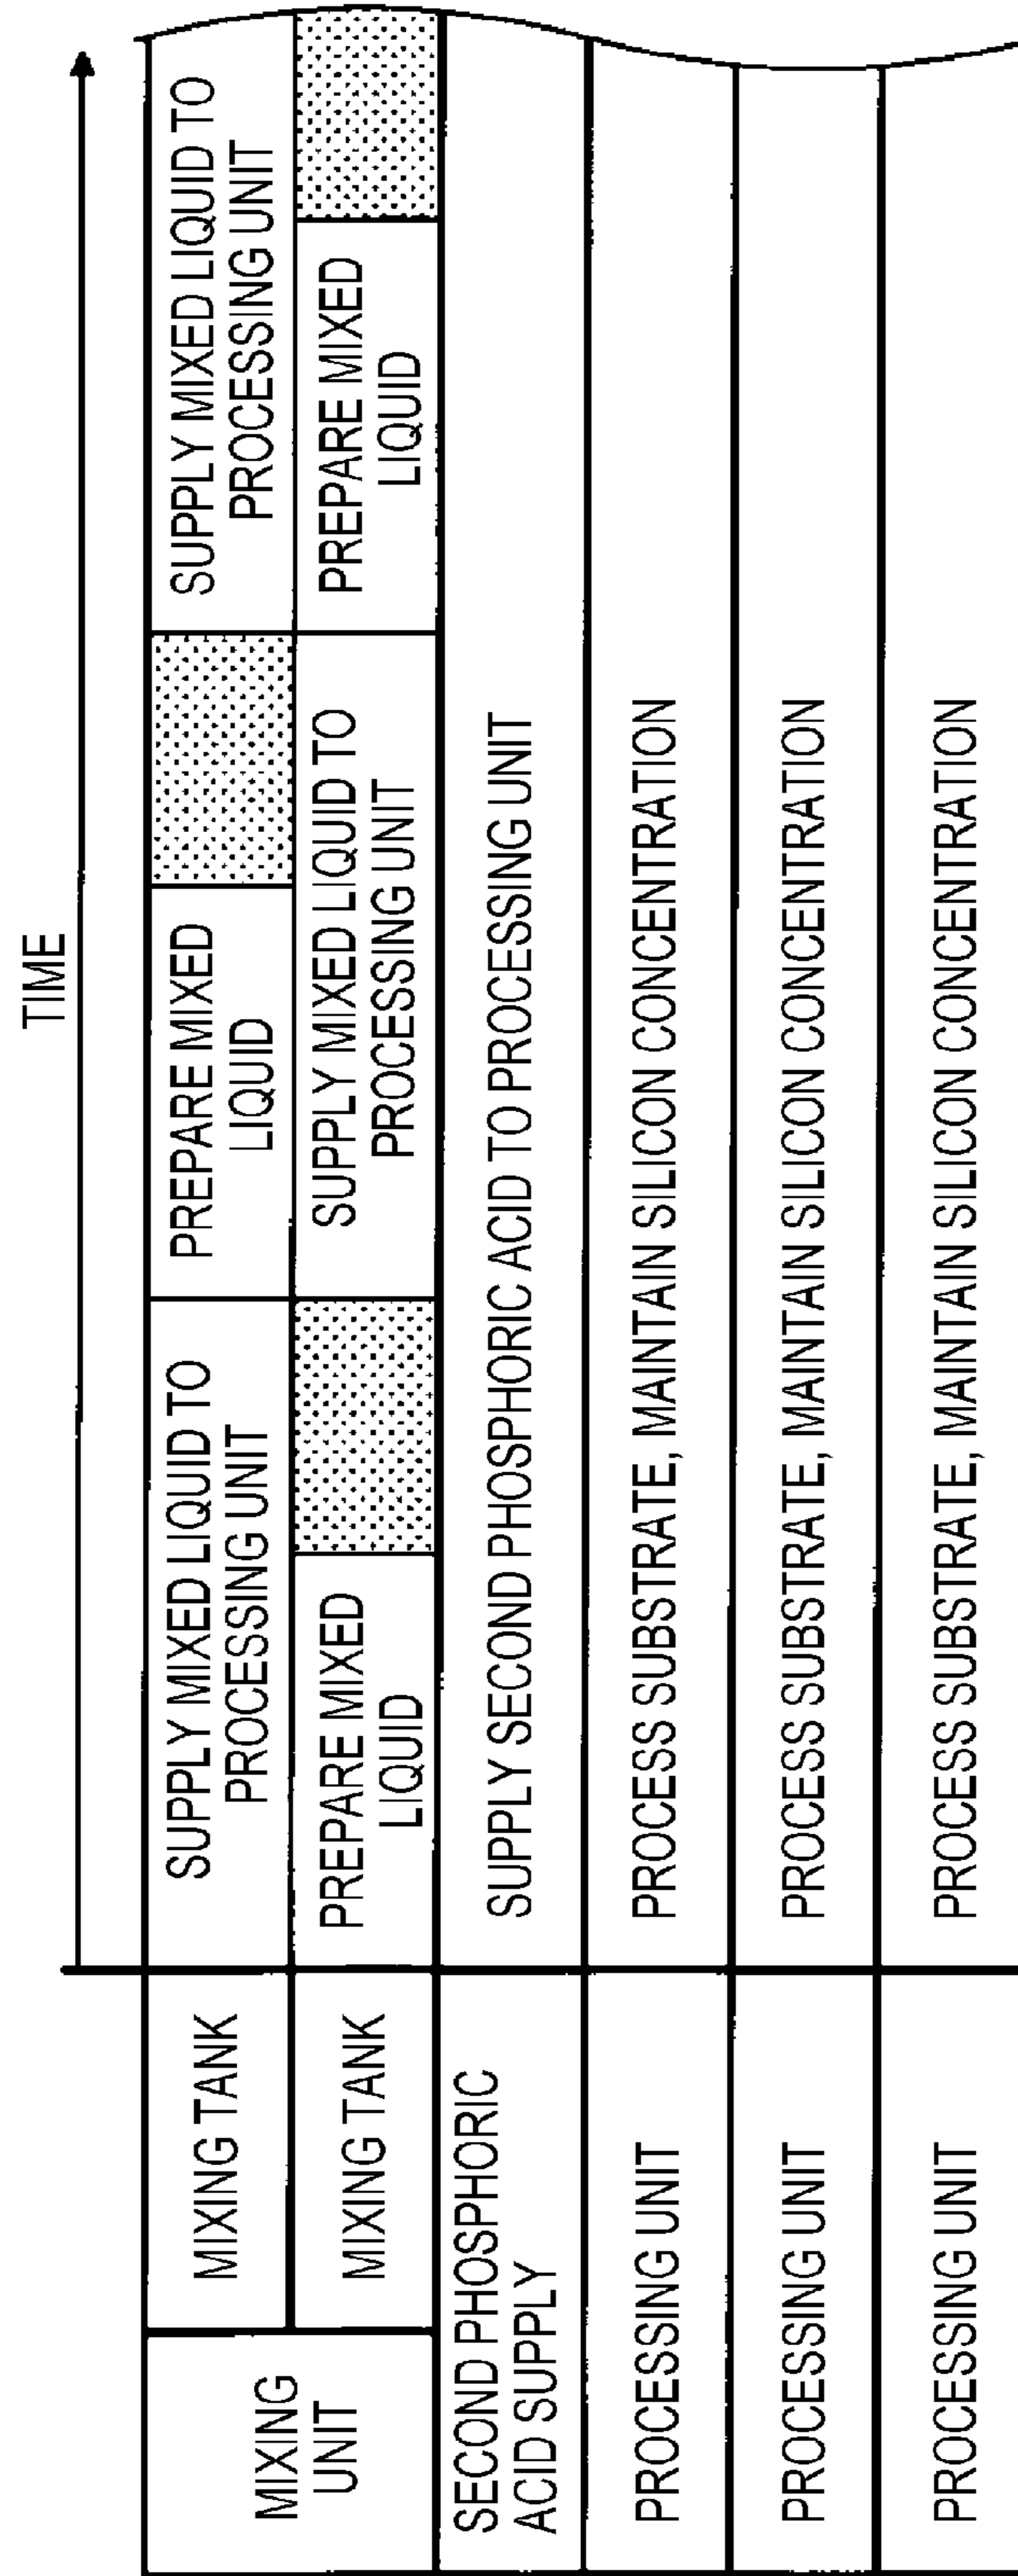 TIME
MIXING
UNIT
MIXING TANK
SUPPLY MIXED LIQUID TO
PROCESSING UNIT
PREPARE MIXED
LIQUID
SUPPLY MIXED LIQUID TO
PROCESSING UNIT
MIXING TANK
PREPARE MIXED
LIQUID
SUPPLY MIXED LIQUID TO
PROCESSING UNIT
PREPARE MIXED
LIQUID
SECOND PHOSPHORIC
ACID SUPPLY
SUPPLY SECOND PHOSPHORIC ACID TO PROCESSING UNIT
PROCESSING UNIT
PROCESS SUBSTRATE, MAINTAIN SILICON CONCENTRATION
PROCESSING UNIT
PROCESS SUBSTRATE, MAINTAIN SILICON CONCENTRATION
PROCESSING UNIT
PROCESS SUBSTRATE, MAINTAIN SILICON CONCENTRATION